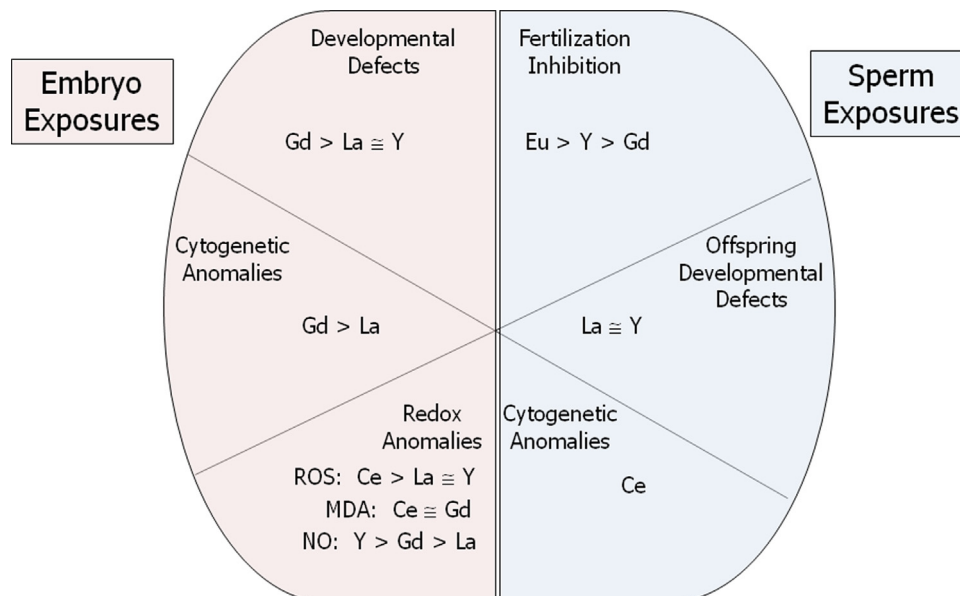 Embryo
Exposures
Developmental
Defects
Gd > La ≅ Y
Cytogenetic
Anomalies
Gd > La
Redox
Anomalies
ROS: Ce > La ≅ Y
MDA: Ce ≅ Gd
NO: Y > Gd > La
Sperm
Exposures
Fertilization
Inhibition
Eu > Y > Gd
Offspring
Developmental
Defects
La ≅ Y
Cytogenetic
Anomalies
Ce